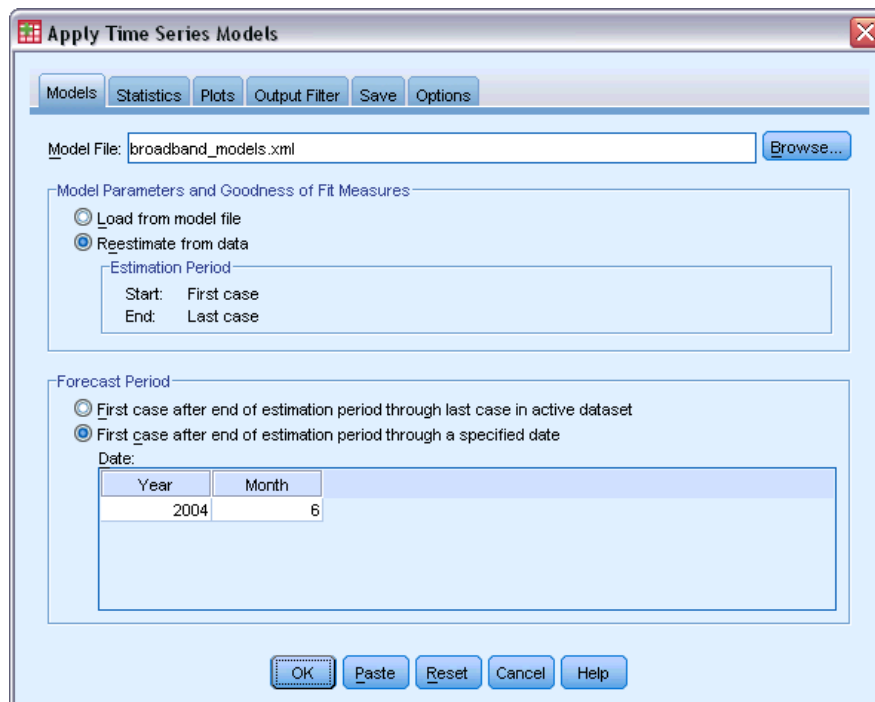 Apply Time Series Models
Models Statistics Plots Output Filter Save Options
Model File: broadband_models.xml Browse...
Model Parameters and Goodness of Fit Measures
Load from model file
Reestimate from data
Estimation Period
Start: First case
End: Last case
Forecast Period
First case after end of estimation period through last case in active dataset
First case after end of estimation period through a specified date
Date:
Year Month
2004 6
OK Paste Reset Cancel Help